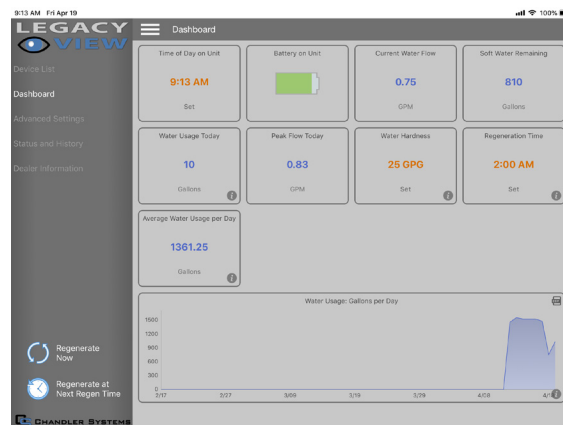 9:13 AM Fri Apr 19
100%
LEGACY
VIEW
Device List
Dashboard
Advanced Settings
Status and History
Dealer Information
Regenerate
Now
Regenerate at
Next Regen Time
CHANDLER SYSTEMS
Dashboard
Time of Day on Unit
9:13 AM
Set
Battery on Unit
Current Water Flow
0.75
GPM
Soft Water Remaining
810
Gallons
Water Usage Today
10
Gallons
Peak Flow Today
0.83
GPM
Water Hardness
25 GPG
Set
Regeneration Time
2:00 AM
Set
Average Water Usage per Day
1361.25
Gallons
Water Usage: Gallons per Day
1500
1200
900
600
300
0
2/17 2/27 3/09 3/19 3/29 4/08